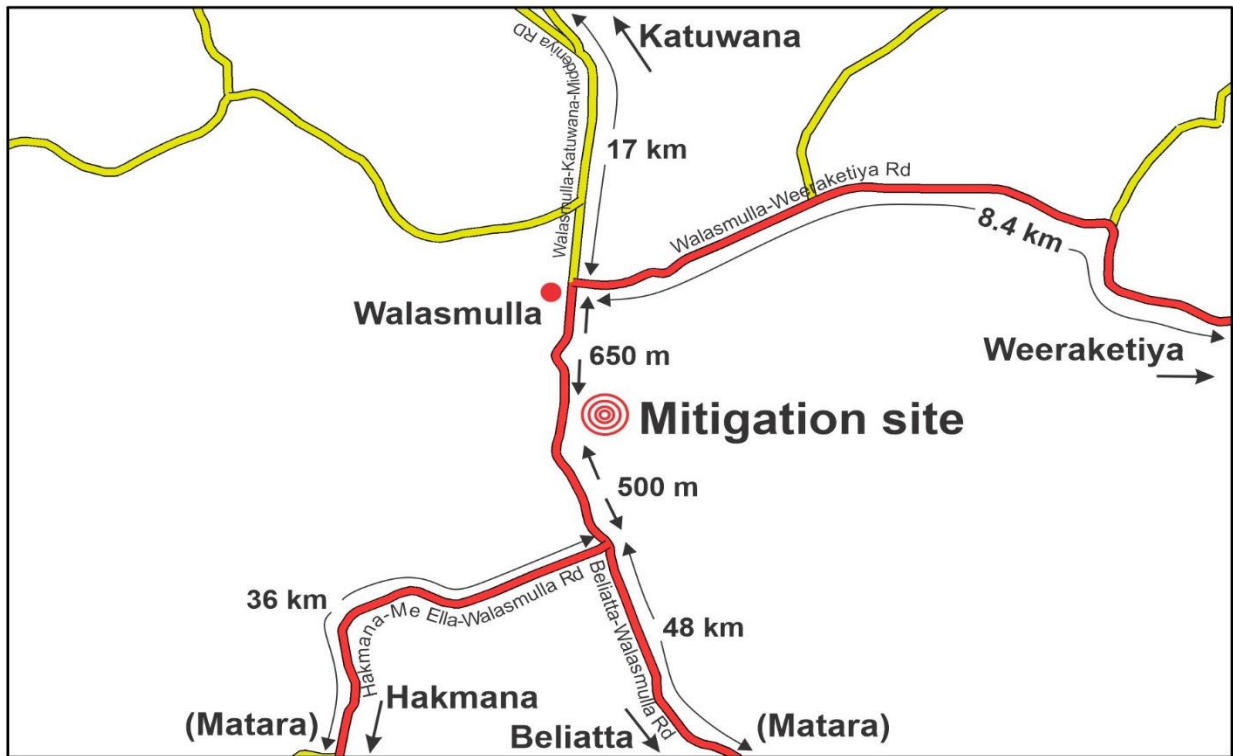 Katuwana
Walasmulla-Katuwana-Middeniya RD
17 km
Walasmulla-Weeraketiya Rd
8.4 km
Walasmulla
Weeraketiya
650 m
Mitigation site
500 m
36 km
Hakmana-Me Ella-Walasmulla Rd
Beliatta-Walasmulla Rd
48 km
Hakmana
(Matara)
Beliatta
(Matara)